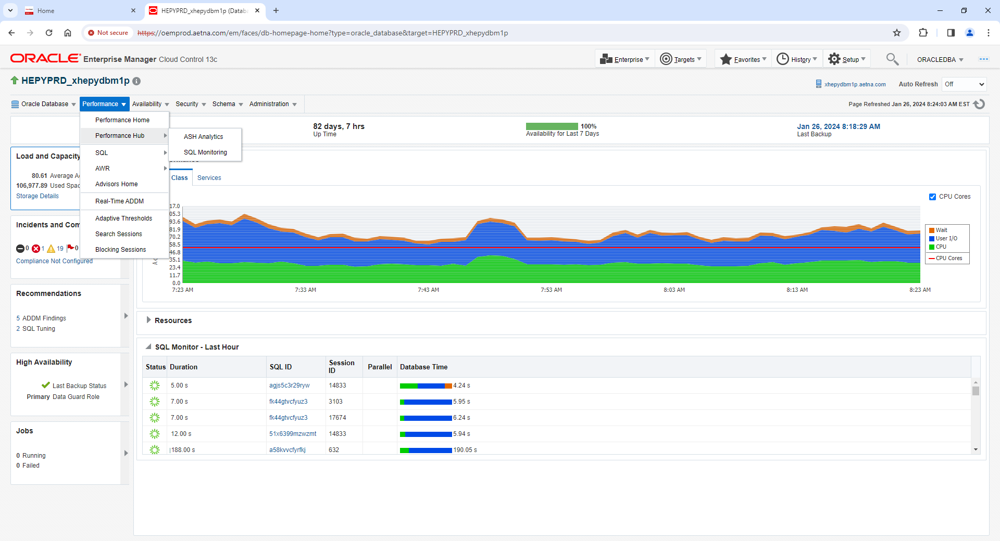 Home
HEPYPRD_xhepydbm1p (Databa
Not secure
https://oemprod.aetna.com/em/faces/db-homepage-home?type=oracle_database&target=HEPYPRD_xhepydbm1p
ORACLE Enterprise Manager Cloud Control 13c
Enterprise
Targets
Favorites
History
Setup
ORACLEDBA
HEPYPRD_xhepydbm1p
xhepydbm1p.aetna.com
Auto Refresh
Off
Oracle Database
Performance
Availability
Security
Schema
Administration
Page Refreshed Jan 26, 2024 8:24:03 AM EST
Performance Home
Performance Hub
SQL
AWR
Advisors Home
Real-Time ADDM
Adaptive Thresholds
Search Sessions
Blocking Sessions
ASH Analytics
SQL Monitoring
82 days, 7 hrs
Up Time
100%
Availability for Last 7 Days
Jan 26, 2024 8:18:29 AM
Last Backup
Load and Capacity
80.61 Average Ac
106,977.89 Used Spac
Storage Details
Incidents and Com
0 1 19 0
Compliance Not Configured
Recommendations
5 ADDM Findings
2 SQL Tuning
High Availability
Last Backup Status
Primary Data Guard Role
Jobs
0 Running
0 Failed
Class
Services
CPU Cores
17.0
05.3
93.6
81.9
70.2
58.5
46.8
35.1
23.4
11.7
0.0
7:23 AM
7:33 AM
7:43 AM
7:53 AM
8:03 AM
8:13 AM
8:23 AM
Wait
User I/O
CPU
CPU Cores
Resources
SQL Monitor - Last Hour
Status Duration SQL ID Session ID Parallel Database Time
5.00 s agjs5c3r29ryw 14833 4.24 s
7.00 s fk44gtvcfyuz3 3103 5.95 s
7.00 s fk44gtvcfyuz3 17674 6.24 s
12.00 s 51x6399mzwzmt 14833 5.94 s
188.00 s a58kvvcfyrfkj 632 190.05 s